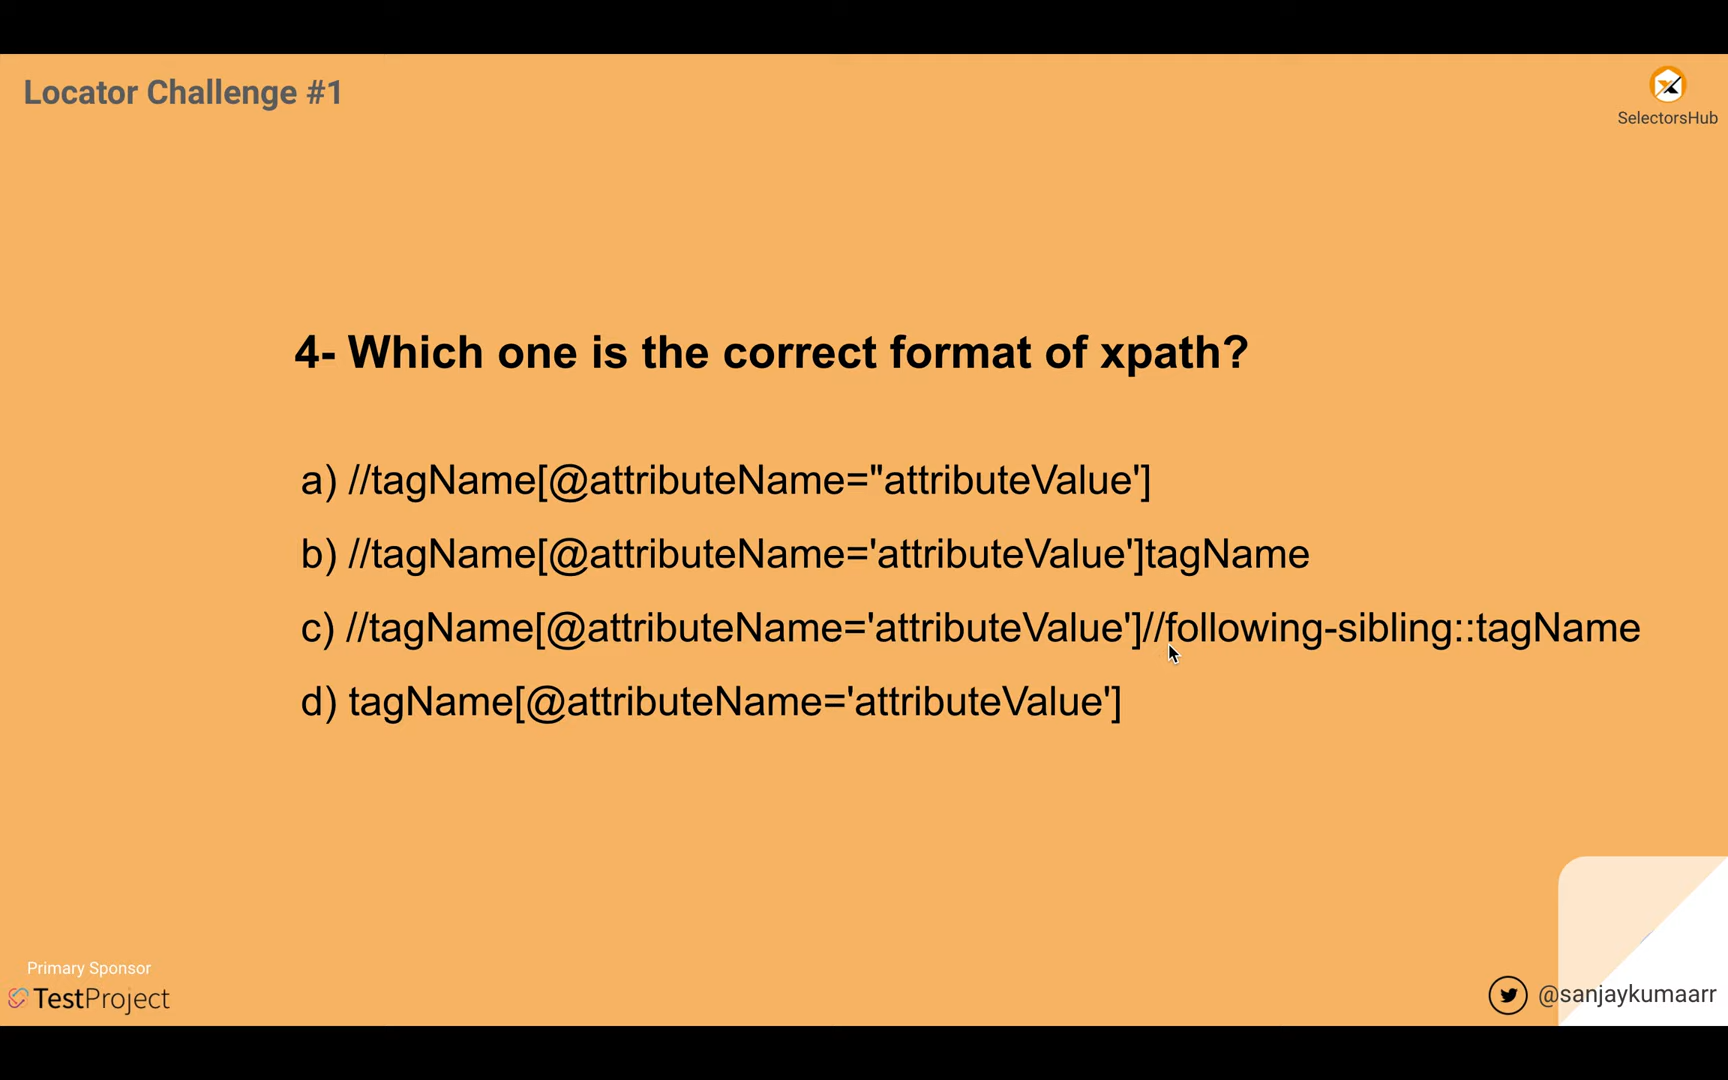 Locator Challenge #1
SelectorsHub
4- Which one is the correct format of xpath?
a) //tagName[@attributeName="attributeValue']
b) //tagName[@attributeName='attributeValue']tagName
c) //tagName[@attributeName='attributeValue']//following-sibling::tagName
d) tagName[@attributeName='attributeValue']
Primary Sponsor
TestProject
@sanjaykumaarr